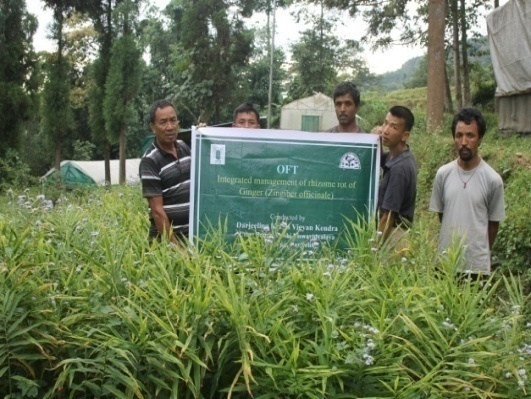 OFT
Integrated management of rhizome rot of
Ginger (Zingiber officinale)
Conducted by
Darjeeling Krishi Vigyan Kendra